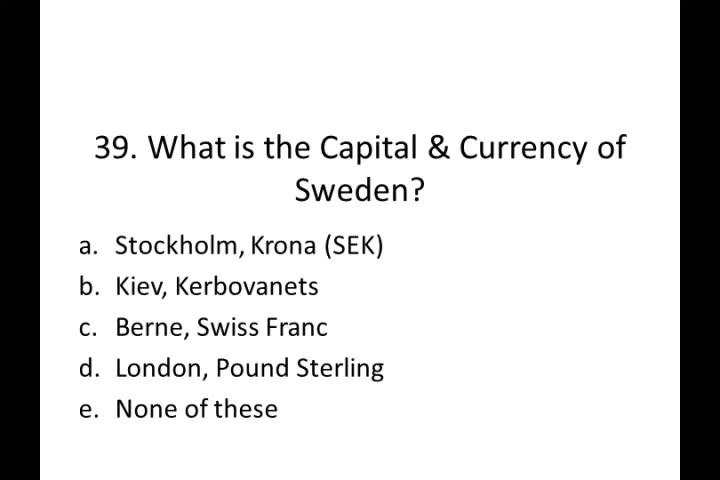 39. What is the Capital & Currency of
Sweden?
a. Stockholm, Krona (SEK)
b. Kiev, Kerbovanets
c. Berne, Swiss Franc
d. London, Pound Sterling
e. None of these